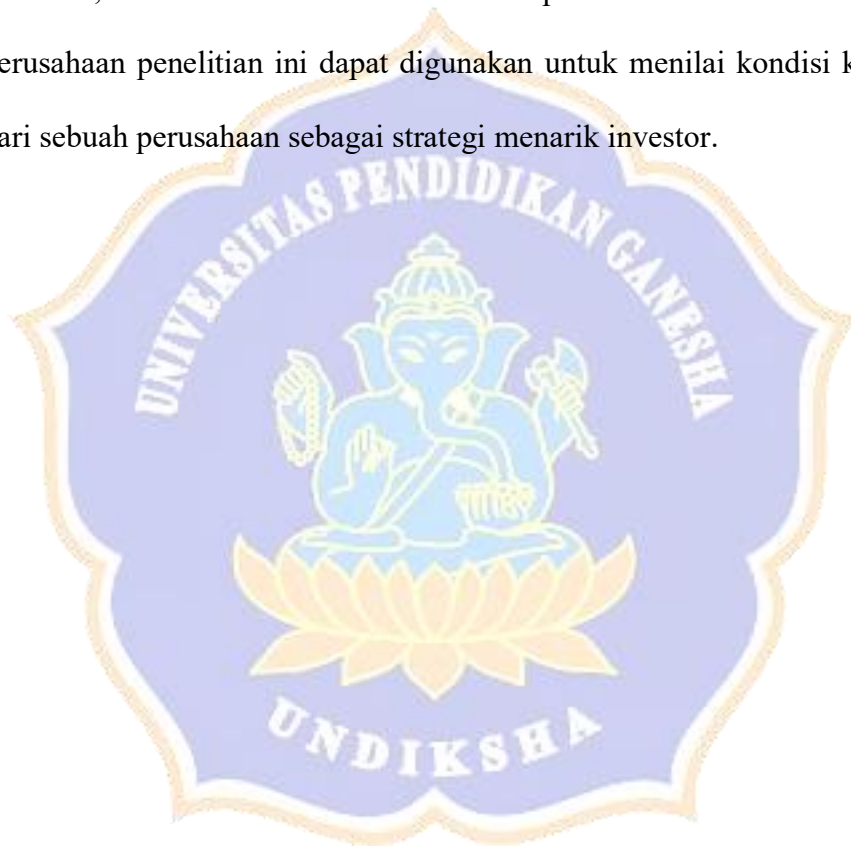 erusahaan penelitian ini dapat digunakan untuk menilai kondisi k
ari sebuah perusahaan sebagai strategi menarik investor.
UNIVERSITAS PENDIDIKAN GANESHA
UNDIKSHA